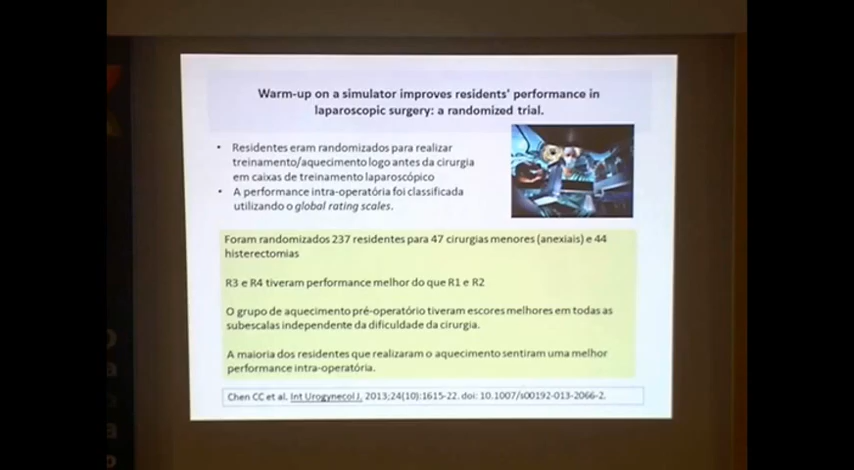 Warm-up on a simulator improves residents' performance in
laparoscopic surgery: a randomized trial.
• Residentes eram randomizados para realizar
treinamento/aquecimento logo antes da cirurgia
em caixas de treinamento laparoscópico
• A performance intra-operatória foi classificada
utilizando o global rating scales.
Foram randomizados 237 residentes para 47 cirurgias menores (anexiais) e 44
histerectomias
R3 e R4 tiveram performance melhor do que R1 e R2
O grupo de aquecimento pré-operatório tiveram escores melhores em todas as
subescalas independente da dificuldade da cirurgia.
A maioria dos residentes que realizaram o aquecimento sentiram uma melhor
performance intra-operatória.
Chen CC et al. Int Urogynecol J. 2013;24(10):1615-22. doi: 10.1007/s00192-013-2066-2.